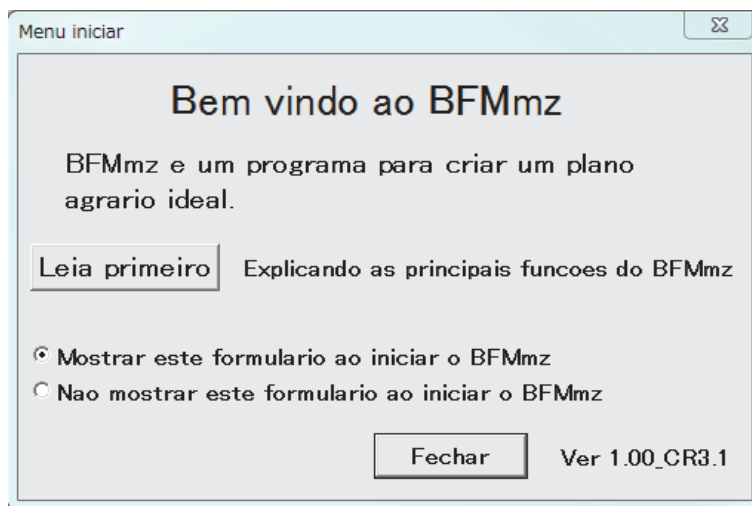 Menu iniciar
Bem vindo ao BFMmz
BFMmz e um programa para criar um plano
agrario ideal.
Leia primeiro Explicando as principais funcoes do BFMmz
Mostrar este formulario ao iniciar o BFMmz
Nao mostrar este formulario ao iniciar o BFMmz
Fechar Ver 1.00_CR3.1